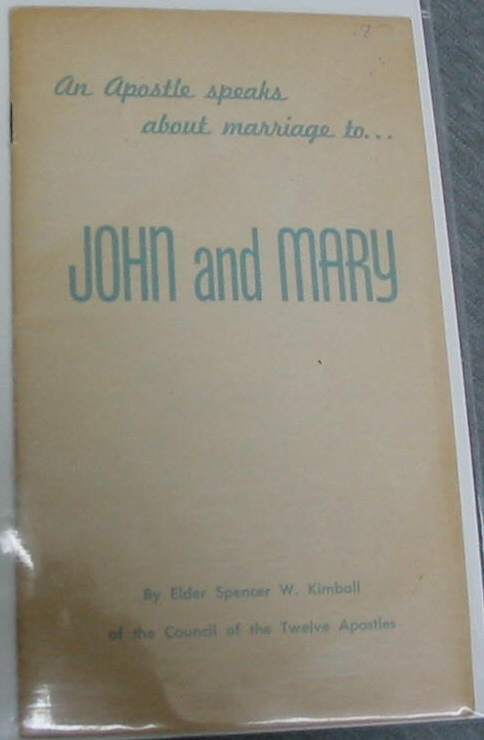 An Apostle speaks
about marriage to...
JOHN and MARY
By Elder Spencer W. Kimball
of the Council of the Twelve Apostles